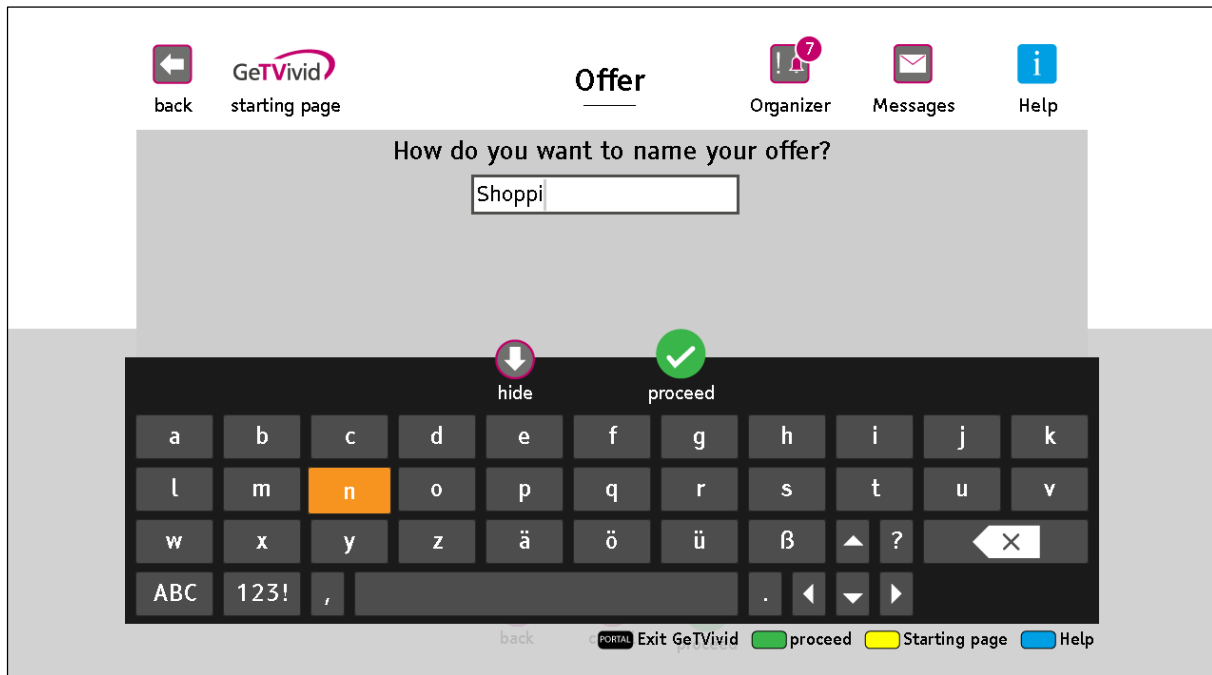 GeTVivid
Offer
7
back
starting page
Organizer
Messages
i
Help
How do you want to name your offer?
Shoppi
hide
proceed
a b c d e f g h i j k
l m n o p q r s t u v
w x y z ä ö ü ß ?
ABC 123! , .
back
PORTAL Exit GeTVivid proceed Starting page Help
proceed